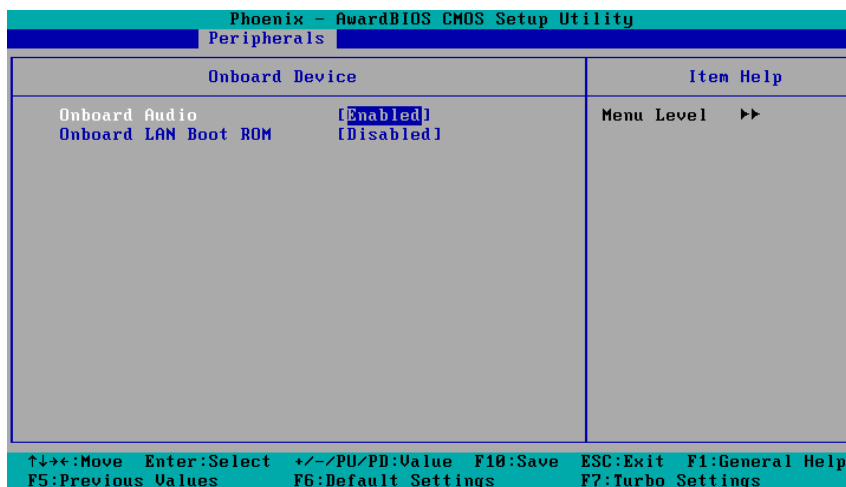 Phoenix - AwardBIOS CMOS Setup Utility
Peripherals
Onboard Device
Item Help
Onboard Audio [Enabled]
Menu Level ►►
Onboard LAN Boot ROM [Disabled]
↑↓→←:Move Enter:Select +/-/PU/PD:Value F10:Save ESC:Exit F1:General Help
F5:Previous Values F6:Default Settings F7:Turbo Settings